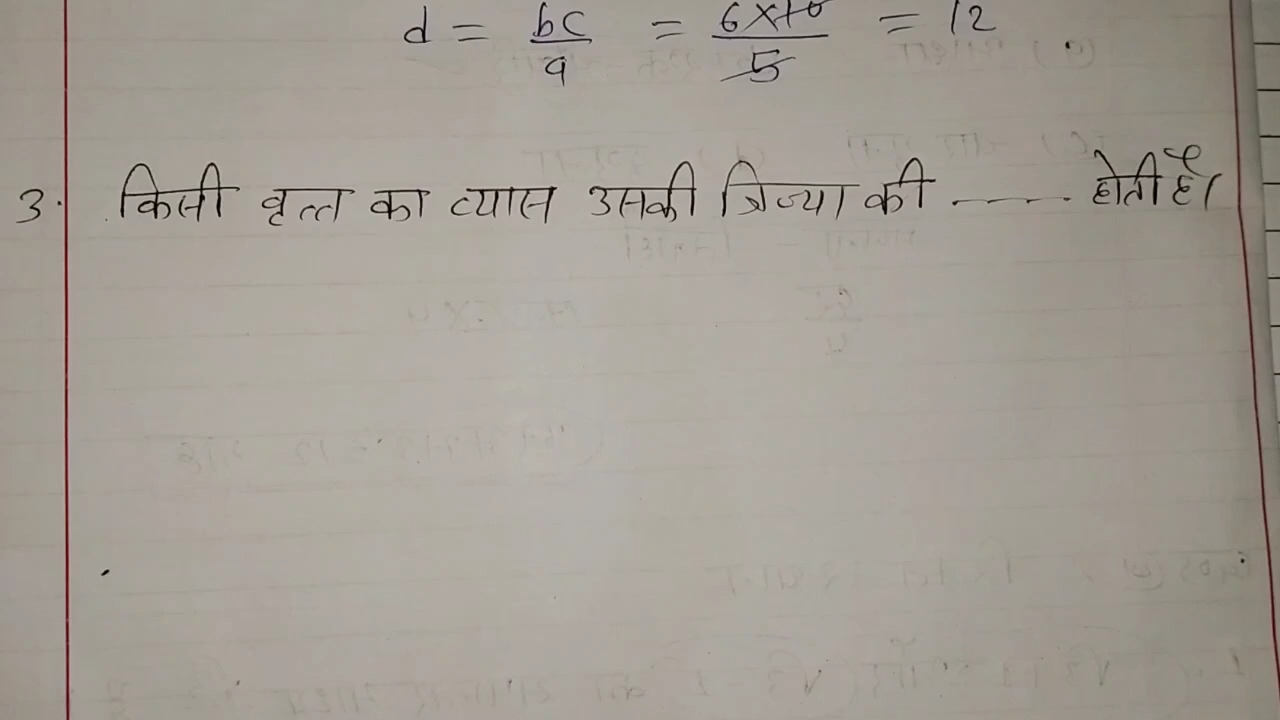 d = bc/a = 6×10/5 = 12
3. किसी वृत्त का व्यास उसकी त्रिज्या की ------ होती है।